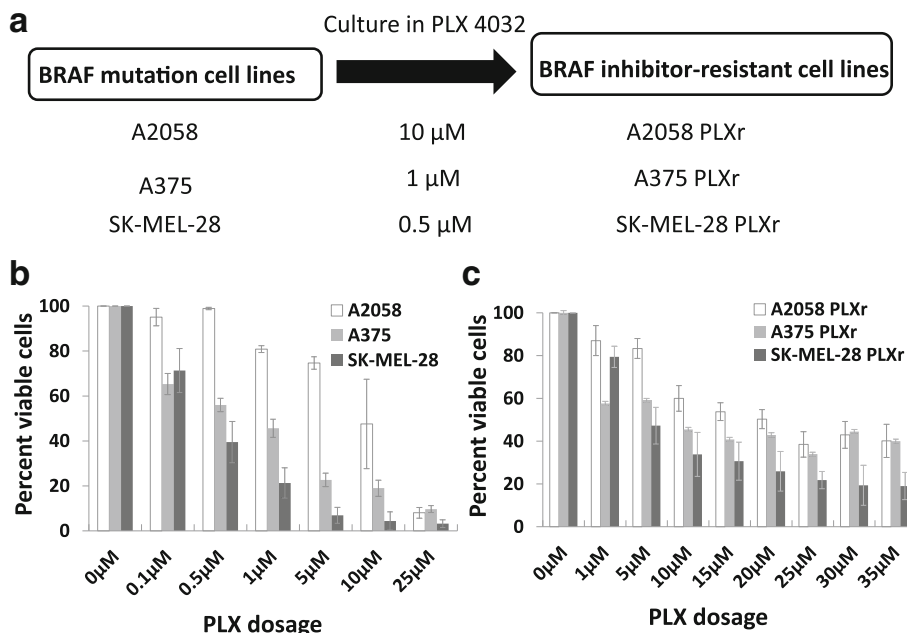 a
Culture in PLX 4032
BRAF mutation cell lines
BRAF inhibitor-resistant cell lines
A2058 10 µM A2058 PLXr
A375 1 µM A375 PLXr
SK-MEL-28 0.5 µM SK-MEL-28 PLXr
b
Percent viable cells
100
80
60
40
20
0
A2058
A375
SK-MEL-28
0µM 0.1µM 0.5µM 1µM 5µM 10µM 25µM
PLX dosage
c
Percent viable cells
100
80
60
40
20
0
A2058 PLXr
A375 PLXr
SK-MEL-28 PLXr
0µM 1µM 5µM 10µM 15µM 20µM 25µM 30µM 35µM
PLX dosage